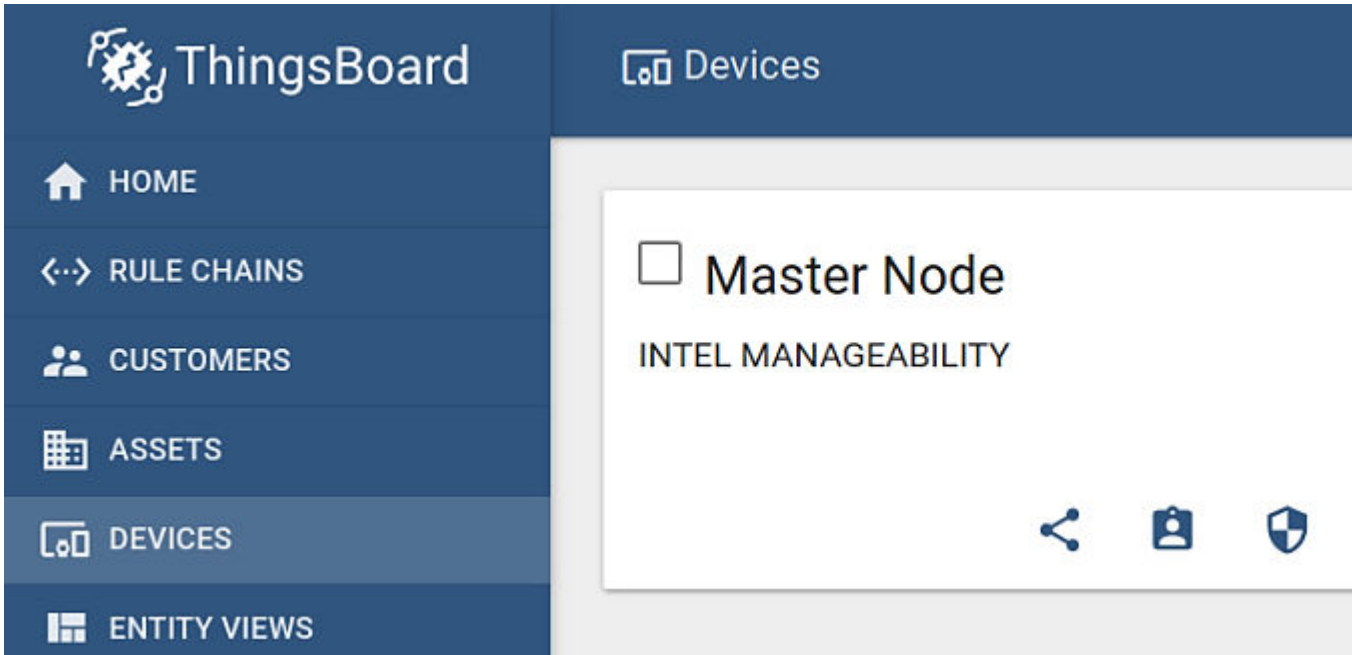 ThingsBoard
Devices
HOME
RULE CHAINS
CUSTOMERS
ASSETS
DEVICES
ENTITY VIEWS
Master Node
INTEL MANAGEABILITY